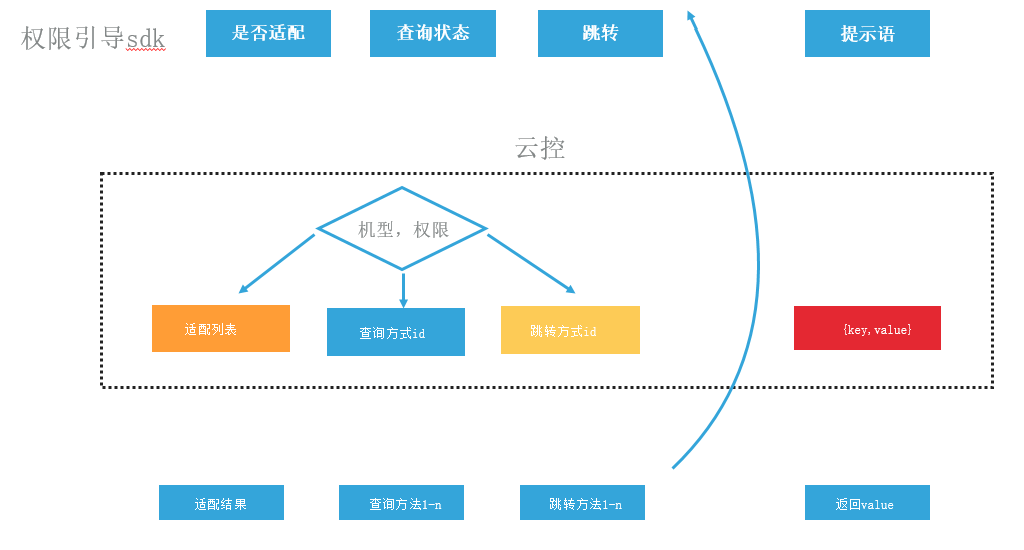 权限引导sdk
是否适配
查询状态
跳转
提示语
云控
机型，权限
适配列表
查询方式id
跳转方式id
{key,value}
适配结果
查询方法1-n
跳转方法1-n
返回value